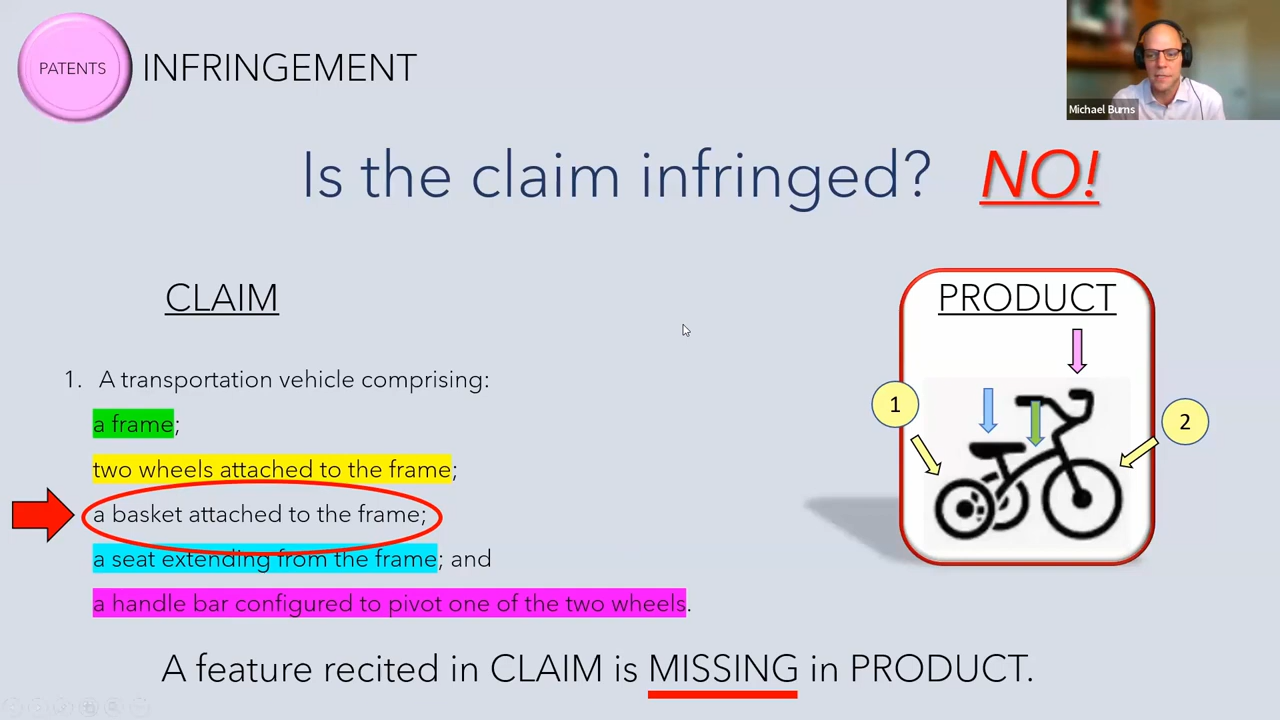 PATENTS
INFRINGEMENT
Michael Burns
Is the claim infringed? NO!
CLAIM
1. A transportation vehicle comprising:
a frame;
two wheels attached to the frame;
a basket attached to the frame;
a seat extending from the frame; and
a handle bar configured to pivot one of the two wheels.
PRODUCT
1
2
A feature recited in CLAIM is MISSING in PRODUCT.